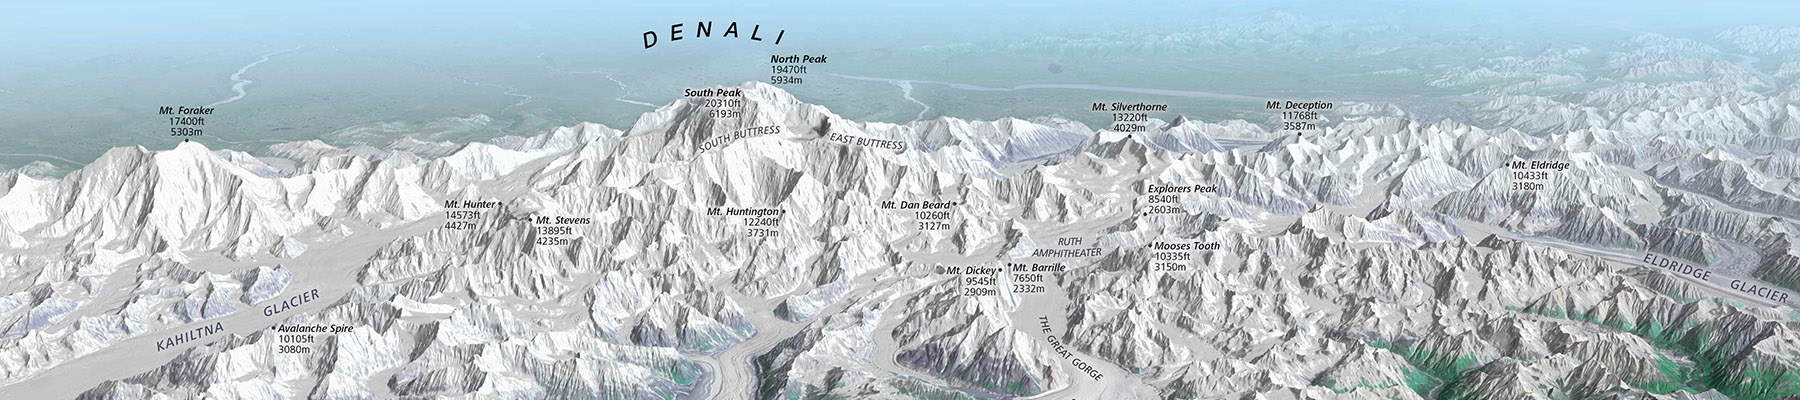 DENALI
North Peak
19470ft
5934m
South Peak
20310ft
6193m
Mt. Foraker
17400ft
5303m
Mt. Silverthorne
13220ft
4029m
Mt. Deception
11768ft
3587m
SOUTH BUTTRESS
EAST BUTTRESS
Mt. Eldridge
10433ft
3180m
Explorers Peak
8540ft
2603m
Mt. Hunter
14573ft
4427m
Mt. Stevens
13895ft
4235m
Mt. Huntington
12240ft
3731m
Mt. Dan Beard
10260ft
3127m
RUTH
AMPHITHEATER
Mooses Tooth
10335ft
3150m
Mt. Dickey
9545ft
2909m
Mt. Barrille
7650ft
2332m
ELDRIDGE GLACIER
KAHILTNA GLACIER
Avalanche Spire
10105ft
3080m
THE GREAT GORGE